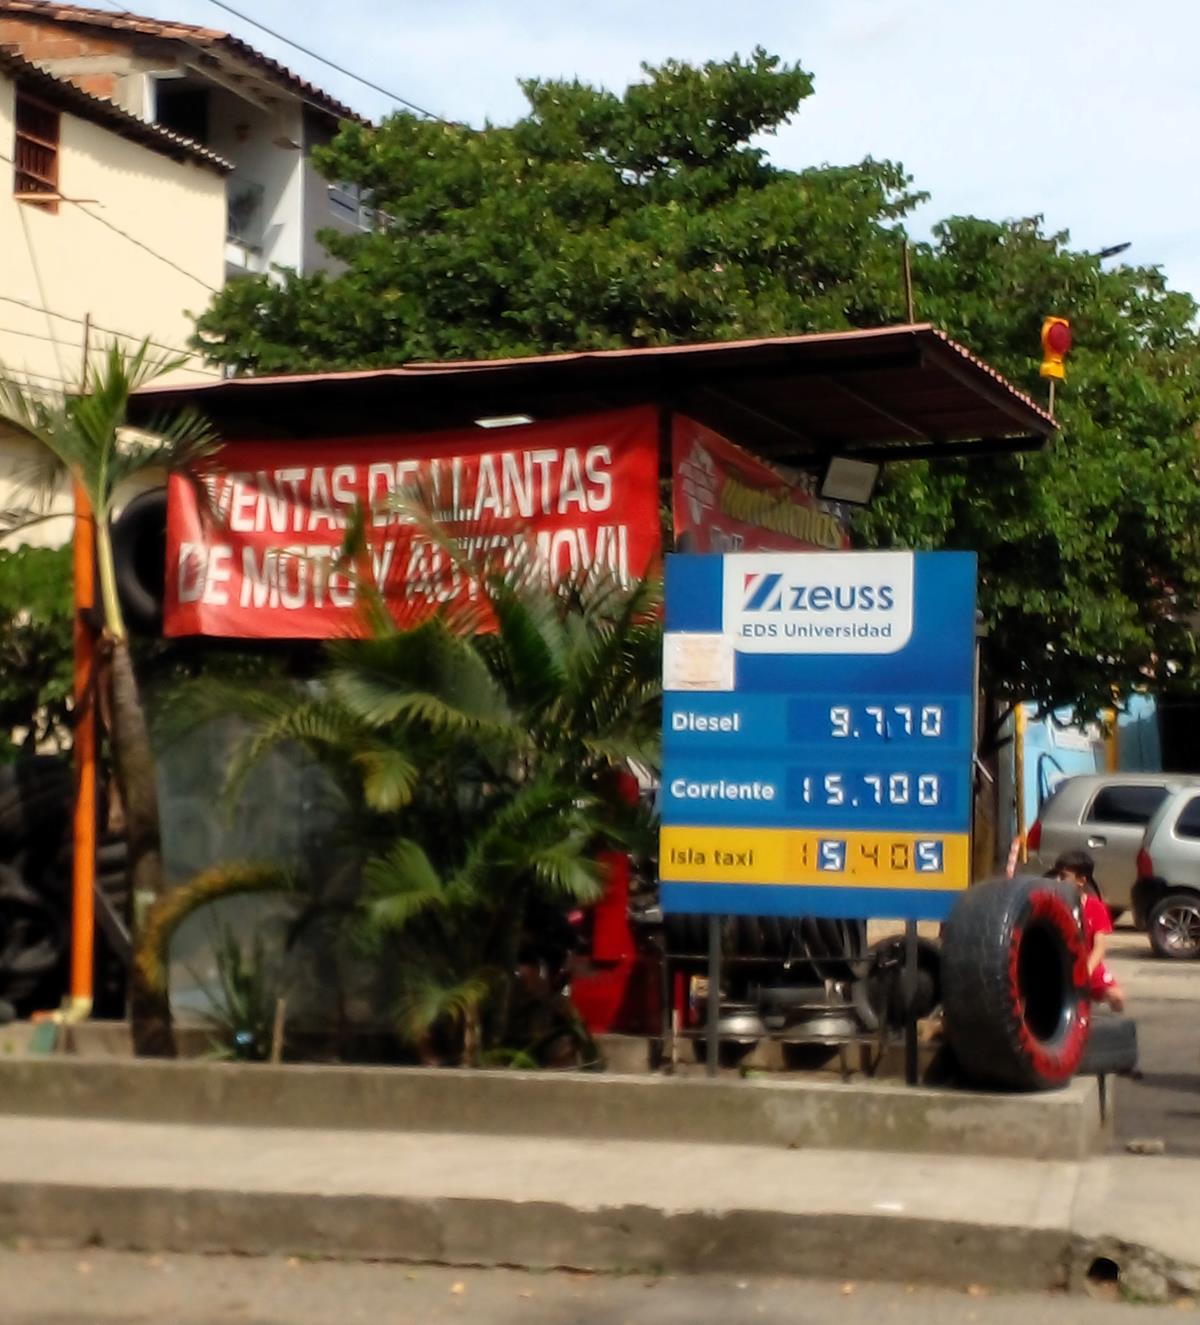 VENTAS DE LLANTAS
DE MOTO Y AUTOMOVIL
zeuss
EDS Universidad
Diesel 9.770
Corriente 15.700
Isla taxi 15.405